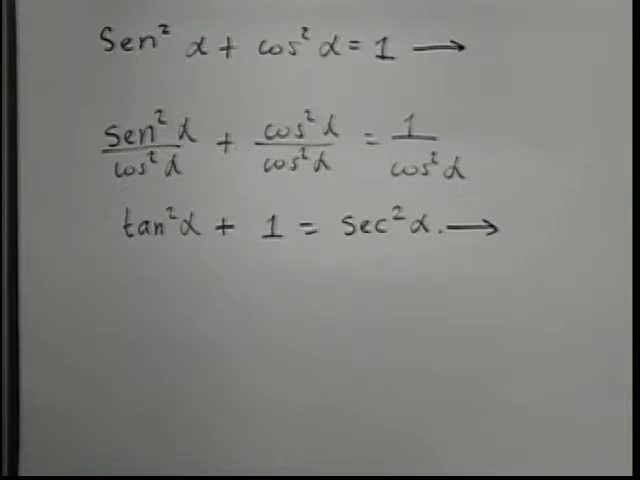 Sen² α + cos² α = 1 →
sen² α / cos² α + cos² α / cos² α = 1 / cos² α
tan² α + 1 = sec² α. →